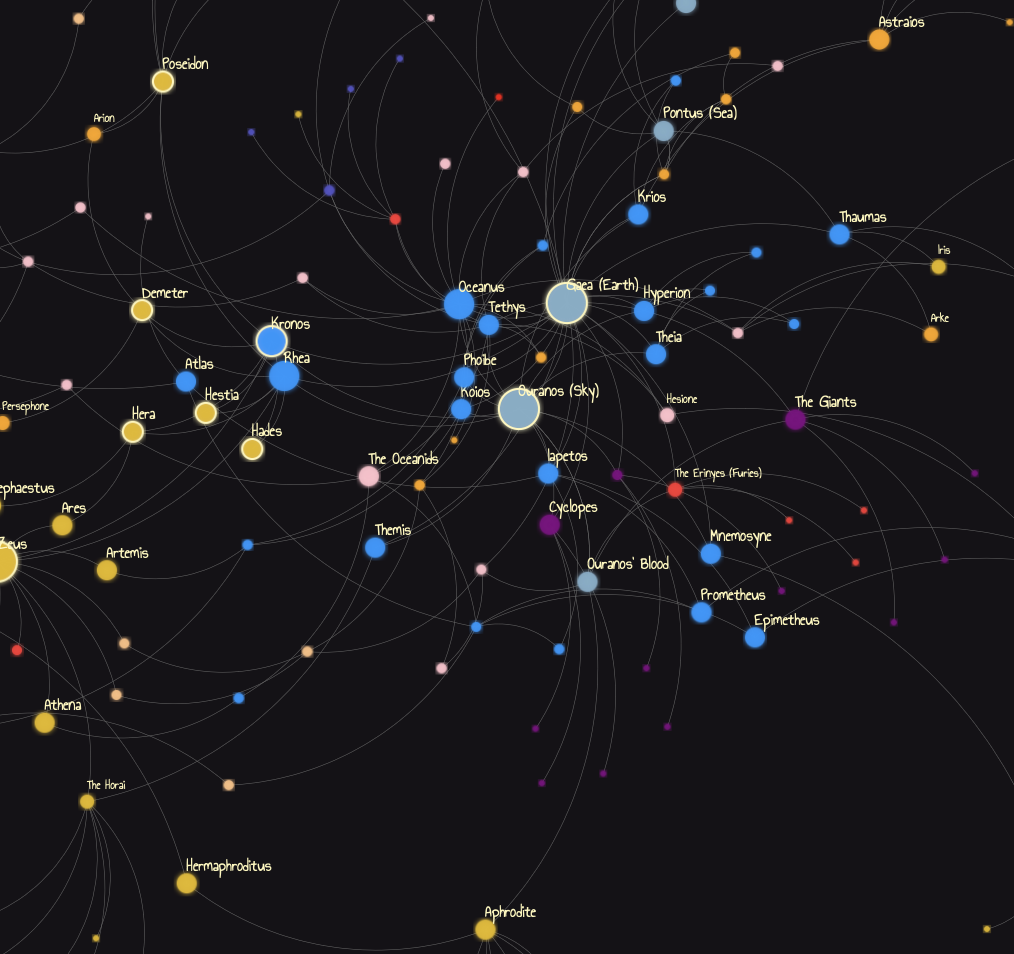 Astraios
Poseidon
Pontus (Sea)
Arion
Krios
Thaumas
Iris
Gaea (Earth)
Oceanus
Demeter
Hyperion
Tethys
Arke
Kronos
Theia
Rhea
Phoibe
Atlas
Koios
Ouranos (Sky)
Hestia
Hesione
The Giants
Persephone
Hera
Hades
The Oceanids
Iapetos
The Erinyes (Furies)
ephaestus
Ares
Cyclopes
Themis
Mnemosyne
Zeus
Artemis
Ouranos' Blood
Prometheus
Epimetheus
Athena
The Horai
Hermaphroditus
Aphrodite